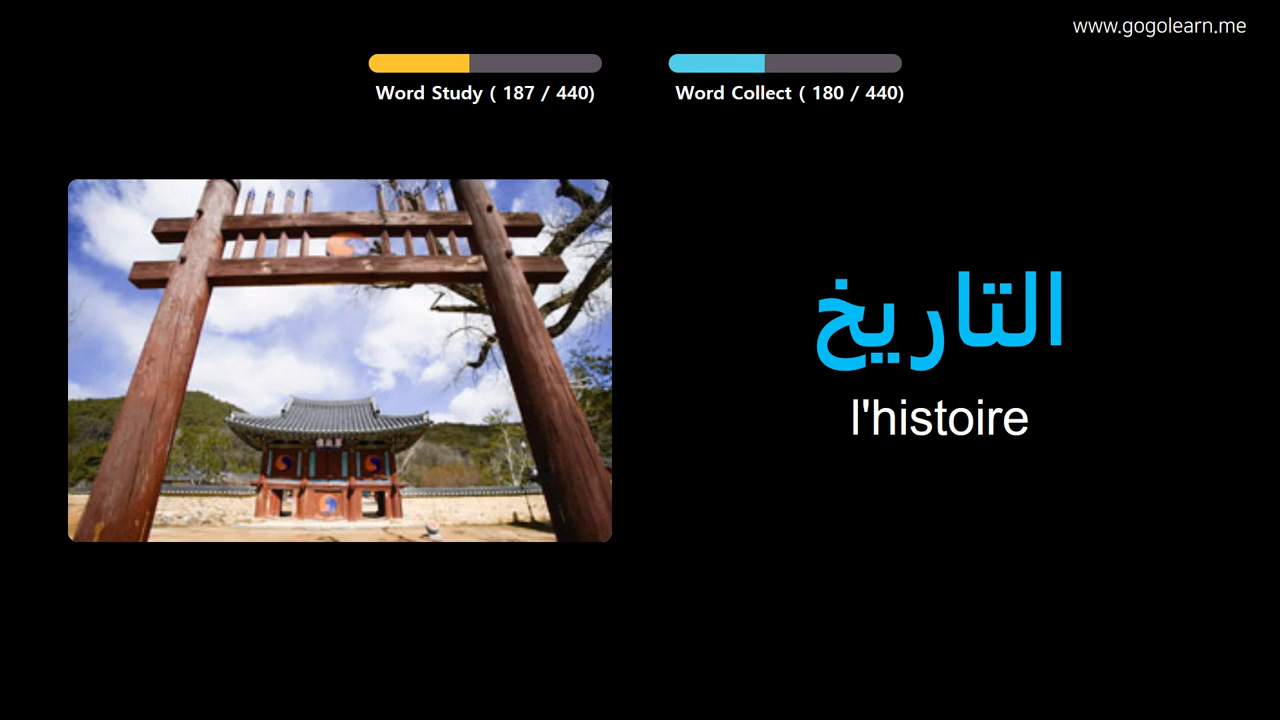 www.gogolearn.me
Word Study ( 187 / 440)
Word Collect ( 180 / 440)
التاريخ
l'histoire